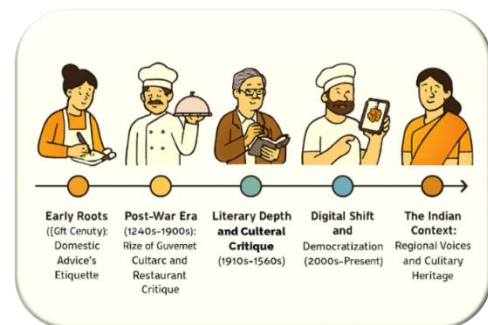 Early Roots
([Gft Cenuty):
Domestic
Advice's
Etiquette
Post-War Era
(1240s-1900s):
Rize of Guvemet
Cultarc and
Restaurant
Critique
Literary Depth
and Culteral
Critique
(1910s-1560s)
Digital Shift
and
Democratization
(2000s-Present)
The Indian
Context:
Regional Voices
and Culitary
Heritage